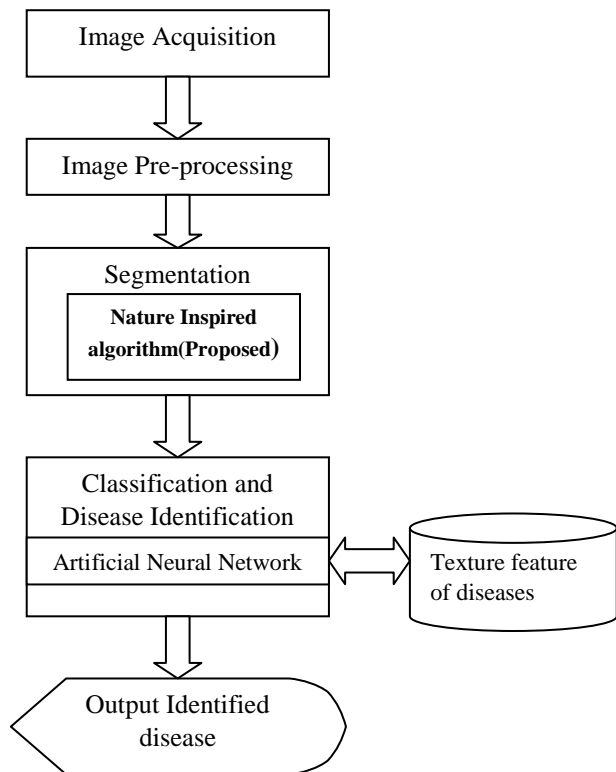 Image Acquisition
Image Pre-processing
Segmentation
Nature Inspired
algorithm(Proposed)
Classification and
Disease Identification
Artificial Neural Network
Texture feature
of diseases
Output Identified
disease